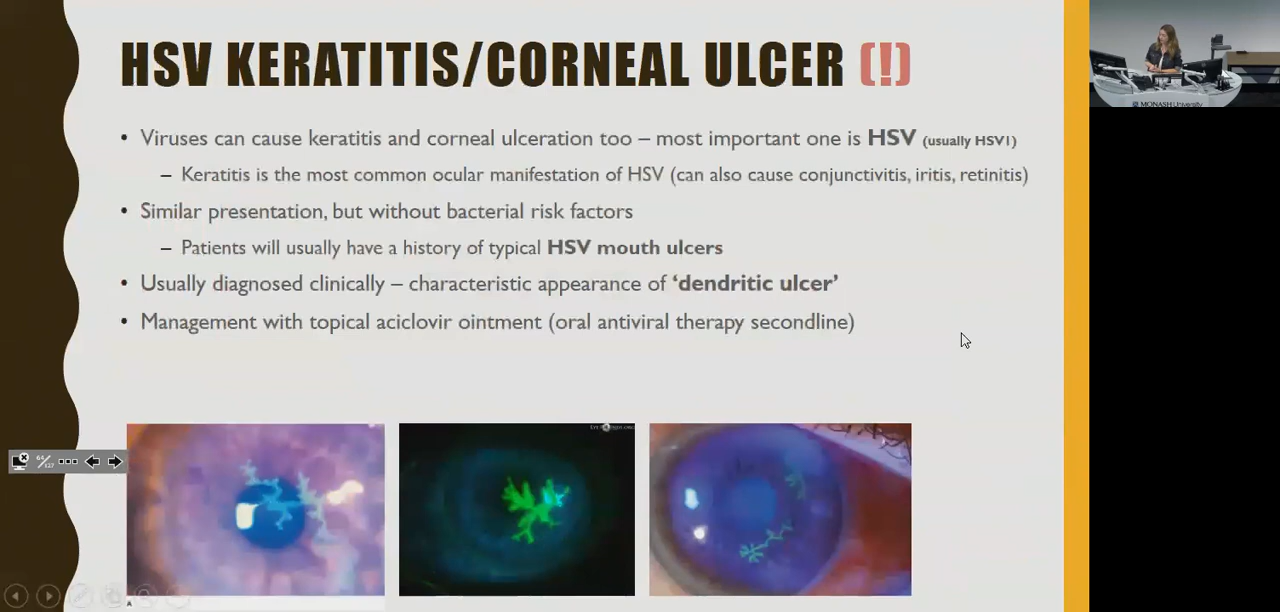 HSV KERATITIS/CORNEAL ULCER (!)
• Viruses can cause keratitis and corneal ulceration too – most important one is HSV (usually HSV1)
– Keratitis is the most common ocular manifestation of HSV (can also cause conjunctivitis, iritis, retinitis)
• Similar presentation, but without bacterial risk factors
– Patients will usually have a history of typical HSV mouth ulcers
• Usually diagnosed clinically – characteristic appearance of ‘dendritic ulcer’
• Management with topical aciclovir ointment (oral antiviral therapy secondline)
MONASH University
A